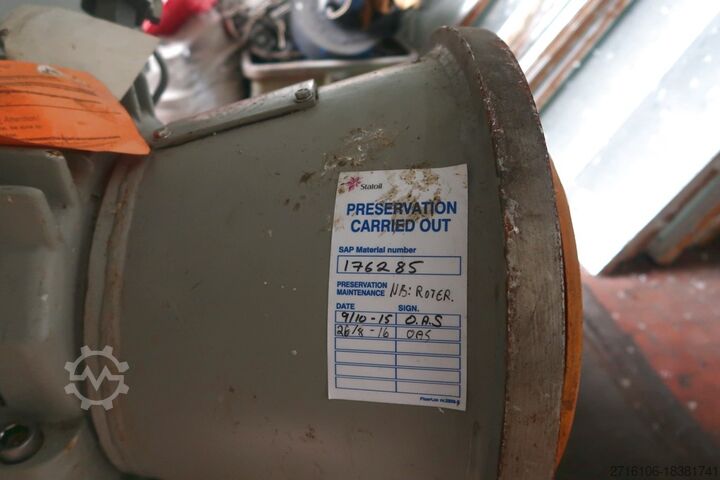 Attention!
Statoil
PRESERVATION
CARRIED OUT
SAP Material number
176285
PRESERVATION
MAINTENANCE NB: ROTER.
DATE SIGN.
9/10-15 O.A.S
26/8-16 OAS
2716106-18381741